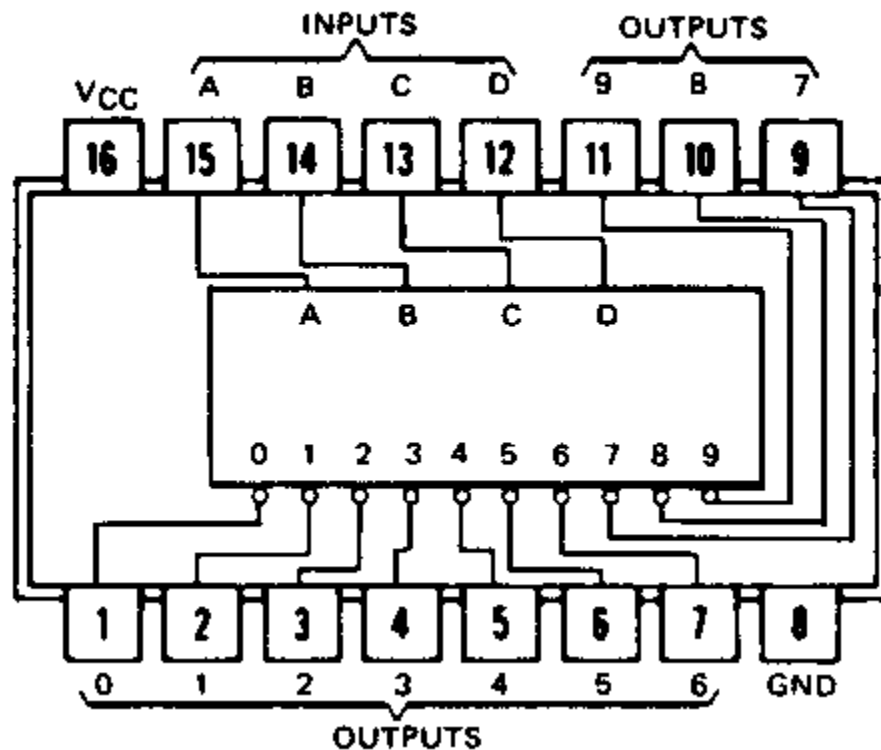 INPUTS OUTPUTS
VCC A B C D 9 B 7
16 15 14 13 12 11 10 9
A B C D
0 1 2 3 4 5 6 7 8 9
1 2 3 4 5 6 7 8
0 1 2 3 4 5 6 GND
OUTPUTS